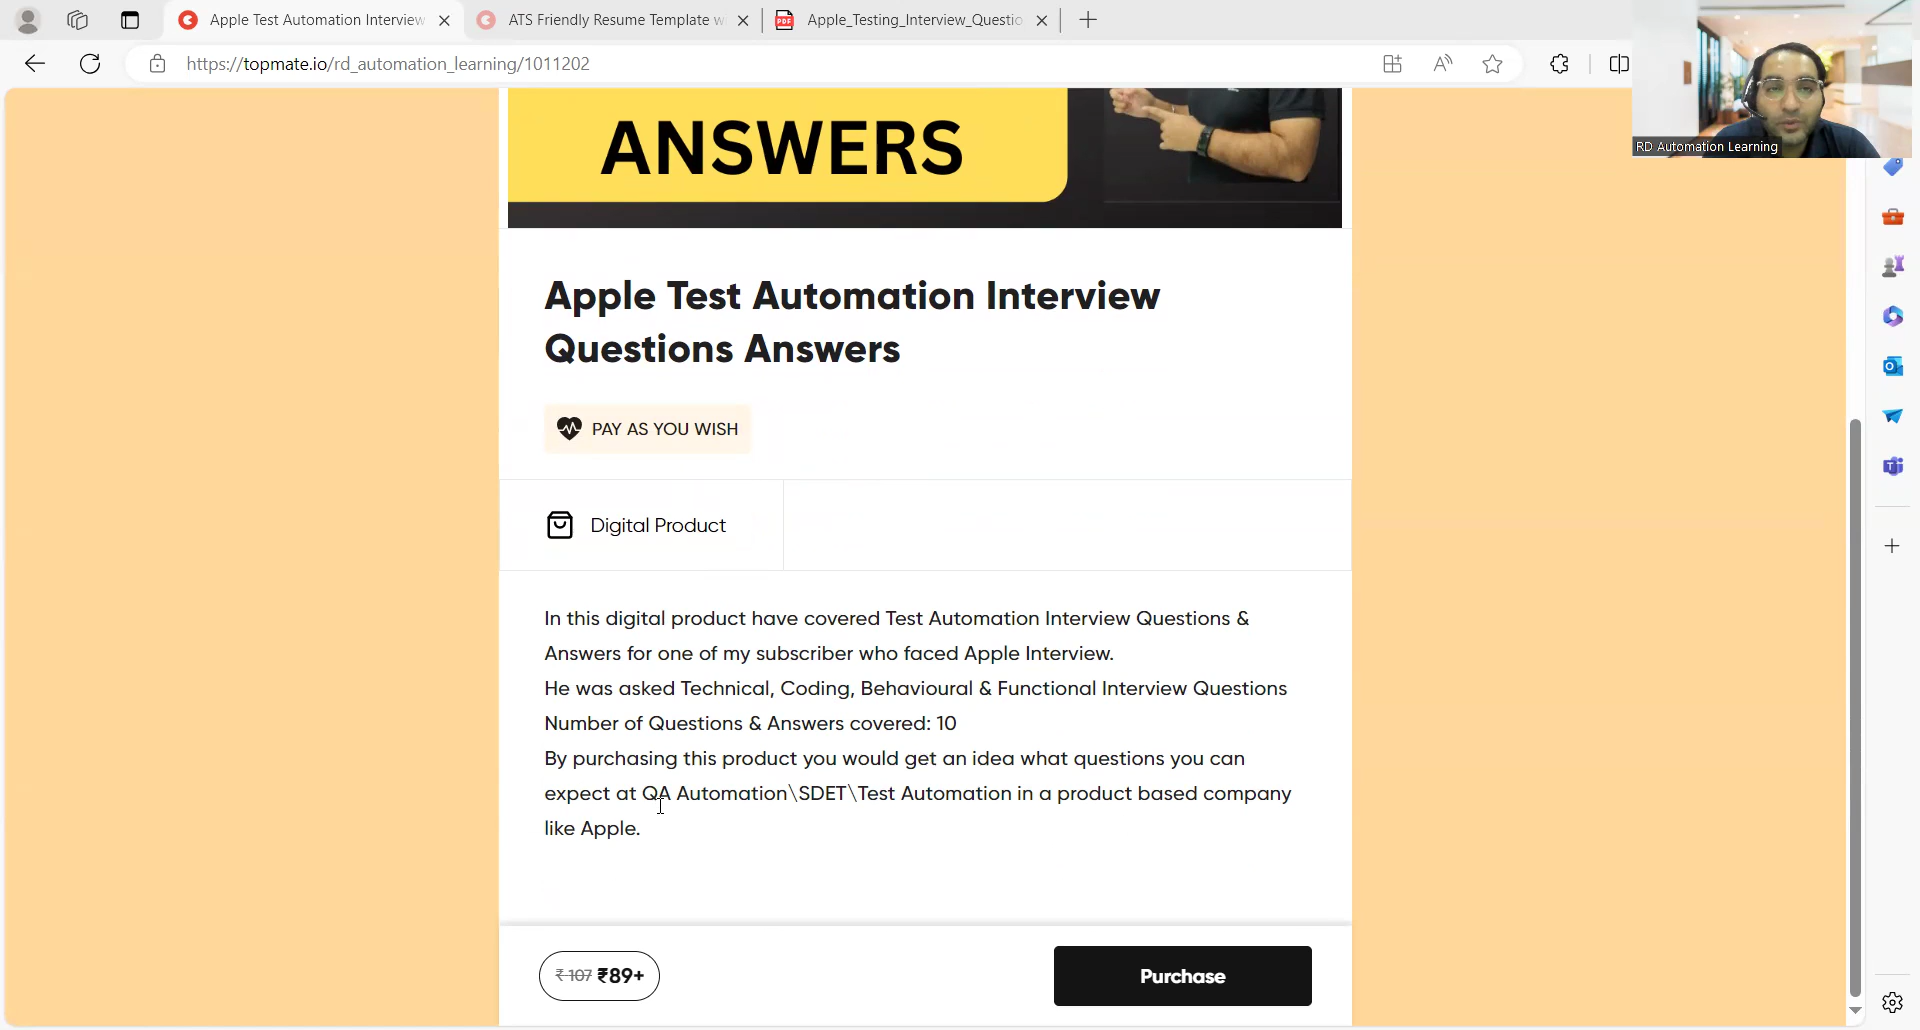 Apple Test Automation Interview
ATS Friendly Resume Template w
Apple_Testing_Interview_Questio
https://topmate.io/rd_automation_learning/1011202
RD Automation Learning
ANSWERS
Apple Test Automation Interview
Questions Answers
PAY AS YOU WISH
Digital Product
In this digital product have covered Test Automation Interview Questions &
Answers for one of my subscriber who faced Apple Interview.
He was asked Technical, Coding, Behavioural & Functional Interview Questions
Number of Questions & Answers covered: 10
By purchasing this product you would get an idea what questions you can
expect at QA Automation\SDET\Test Automation in a product based company
like Apple.
₹ 107 ₹89+
Purchase